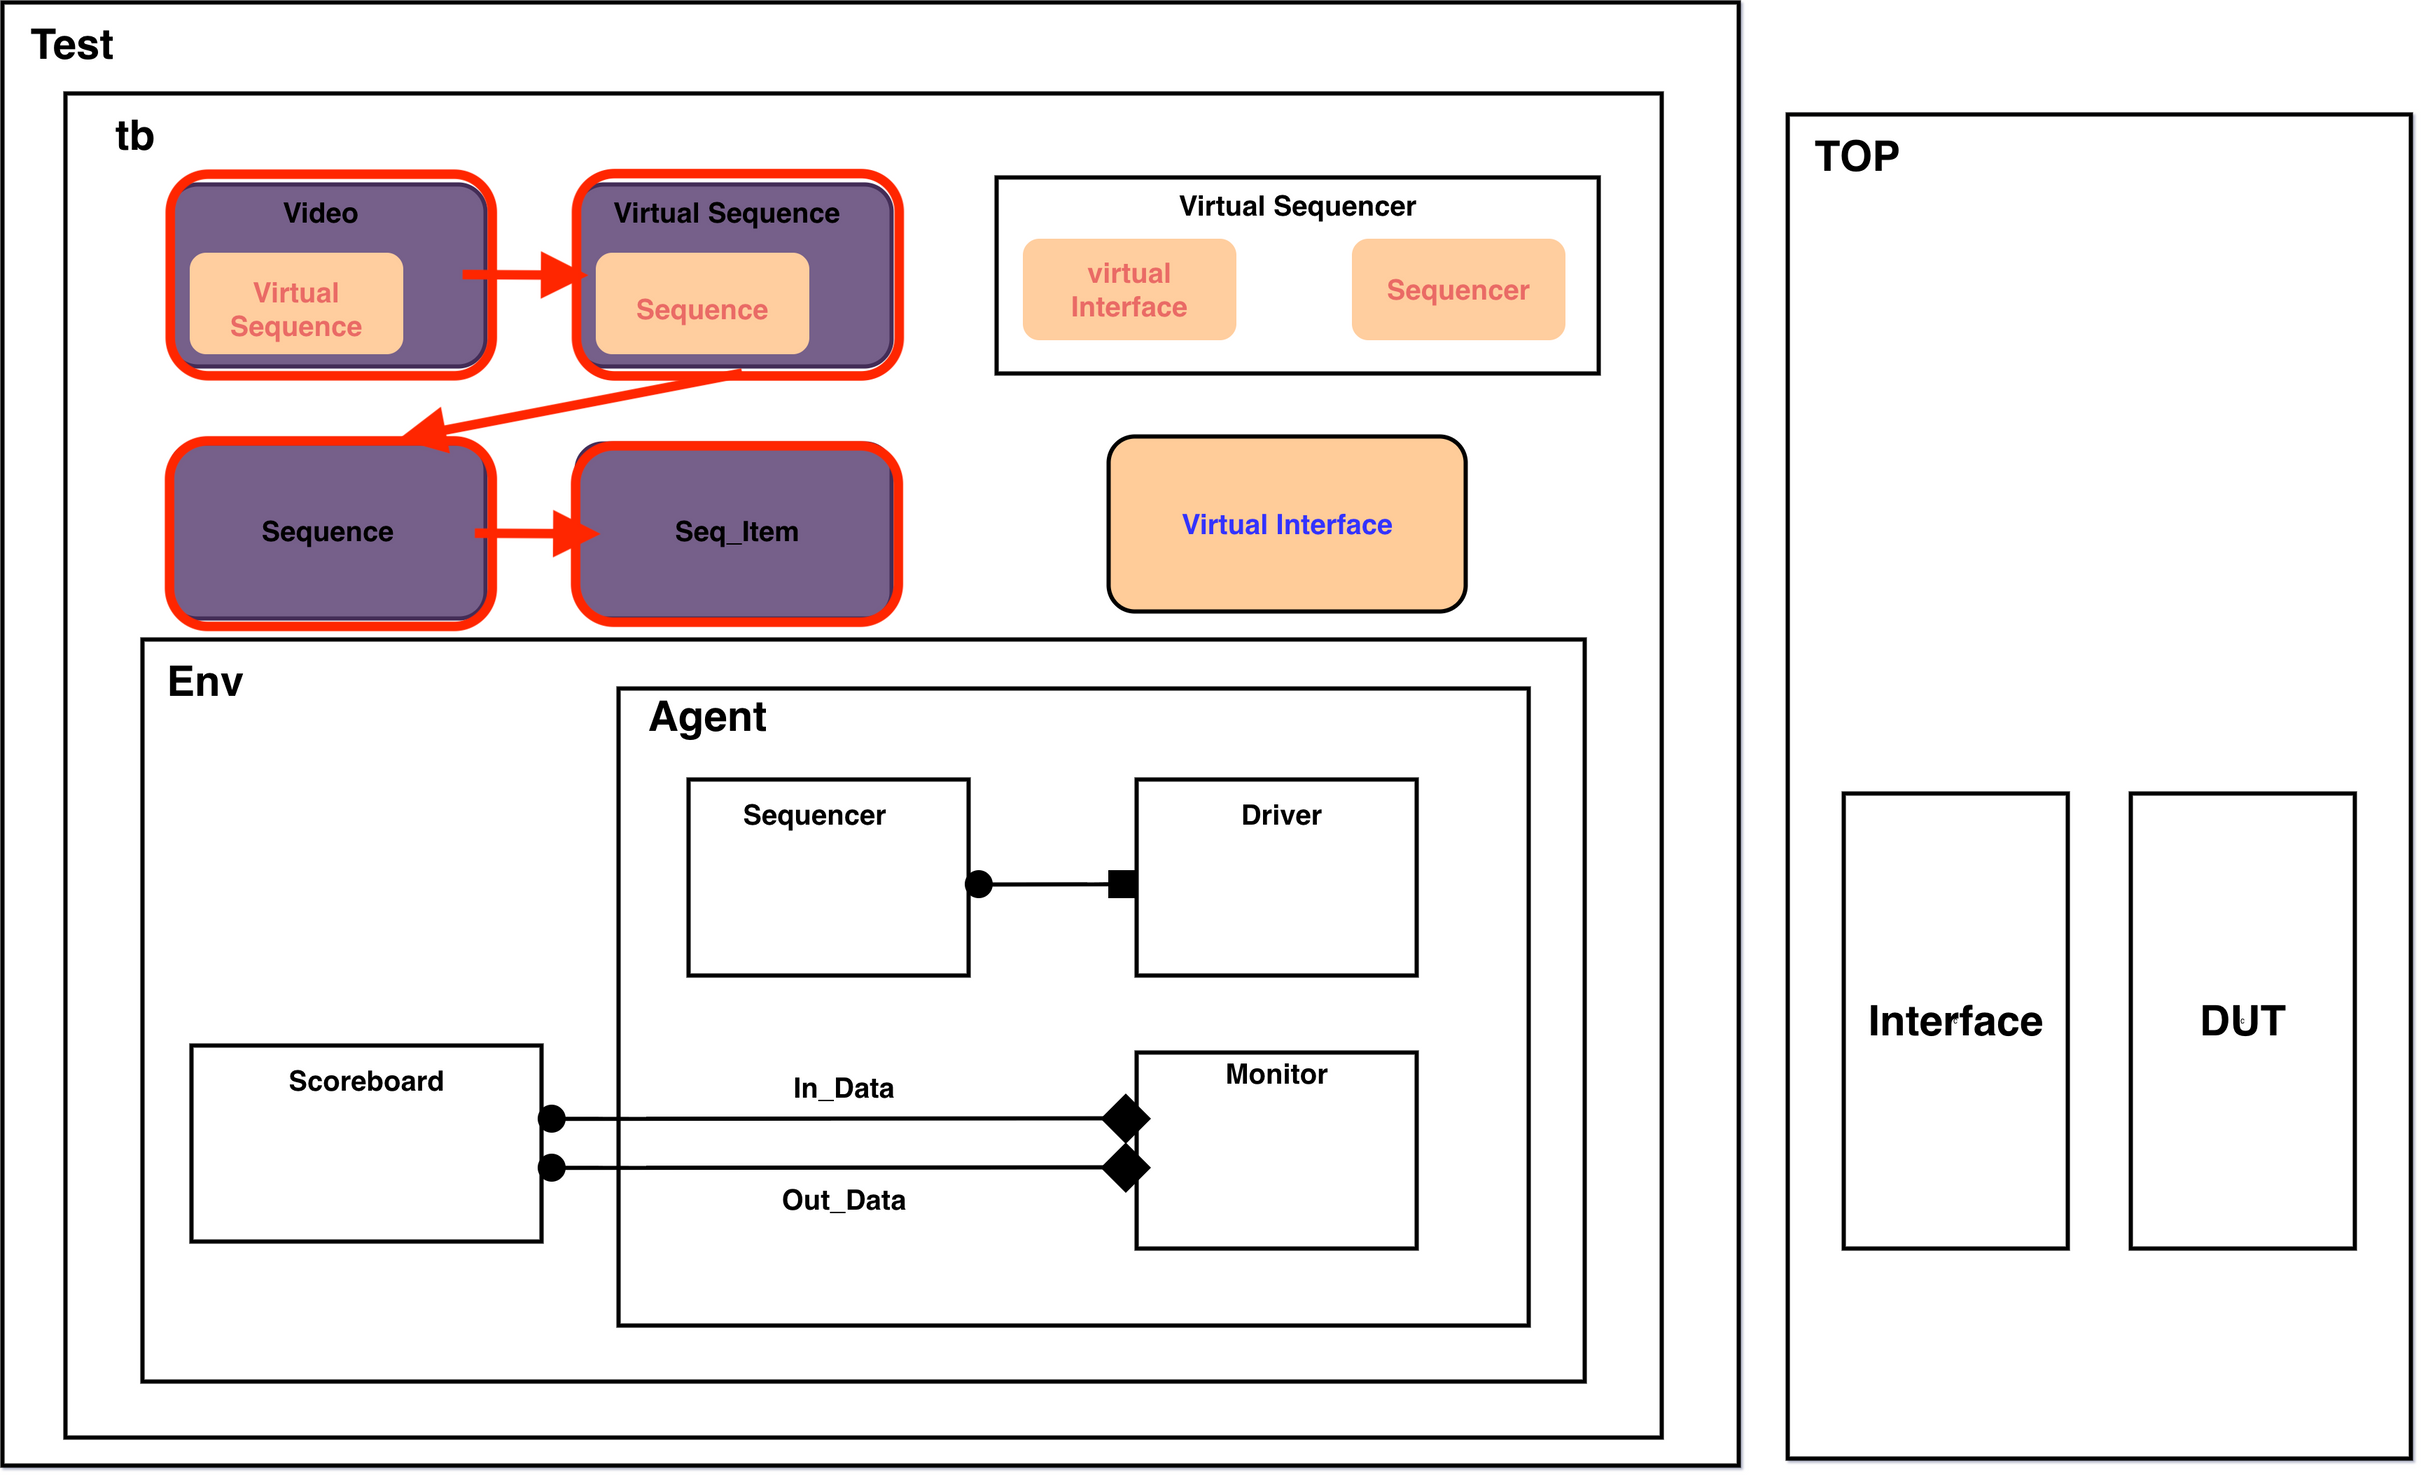 Test
tb
TOP
Video
Virtual
Sequence
Virtual Sequence
Sequence
Virtual Sequencer
virtual
Interface
Sequencer
Sequence
Seq_Item
Virtual Interface
Env
Agent
Sequencer
Driver
Scoreboard
In_Data
Out_Data
Monitor
Interface
DUT
c